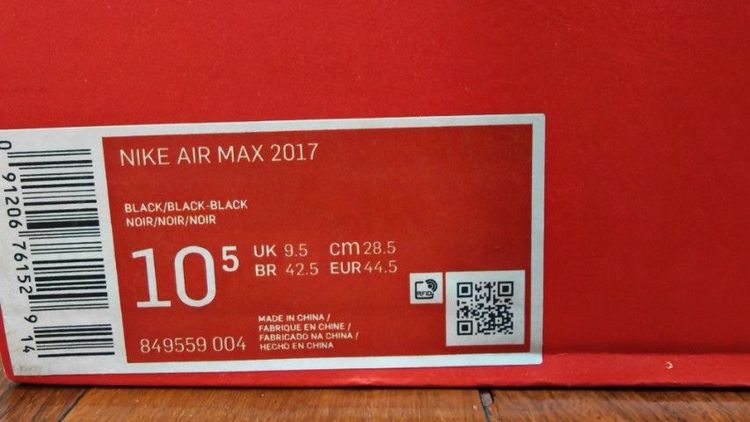 NIKE AIR MAX 2017
BLACK/BLACK-BLACK
NOIR/NOIR/NOIR
10⁵
UK 9.5 cm 28.5
BR 42.5 EUR 44.5
RFID
MADE IN CHINA /
FABRIQUE EN CHINE /
FABRICADO NA CHINA /
HECHO EN CHINA
849559 004
0 91206 76152 9 14